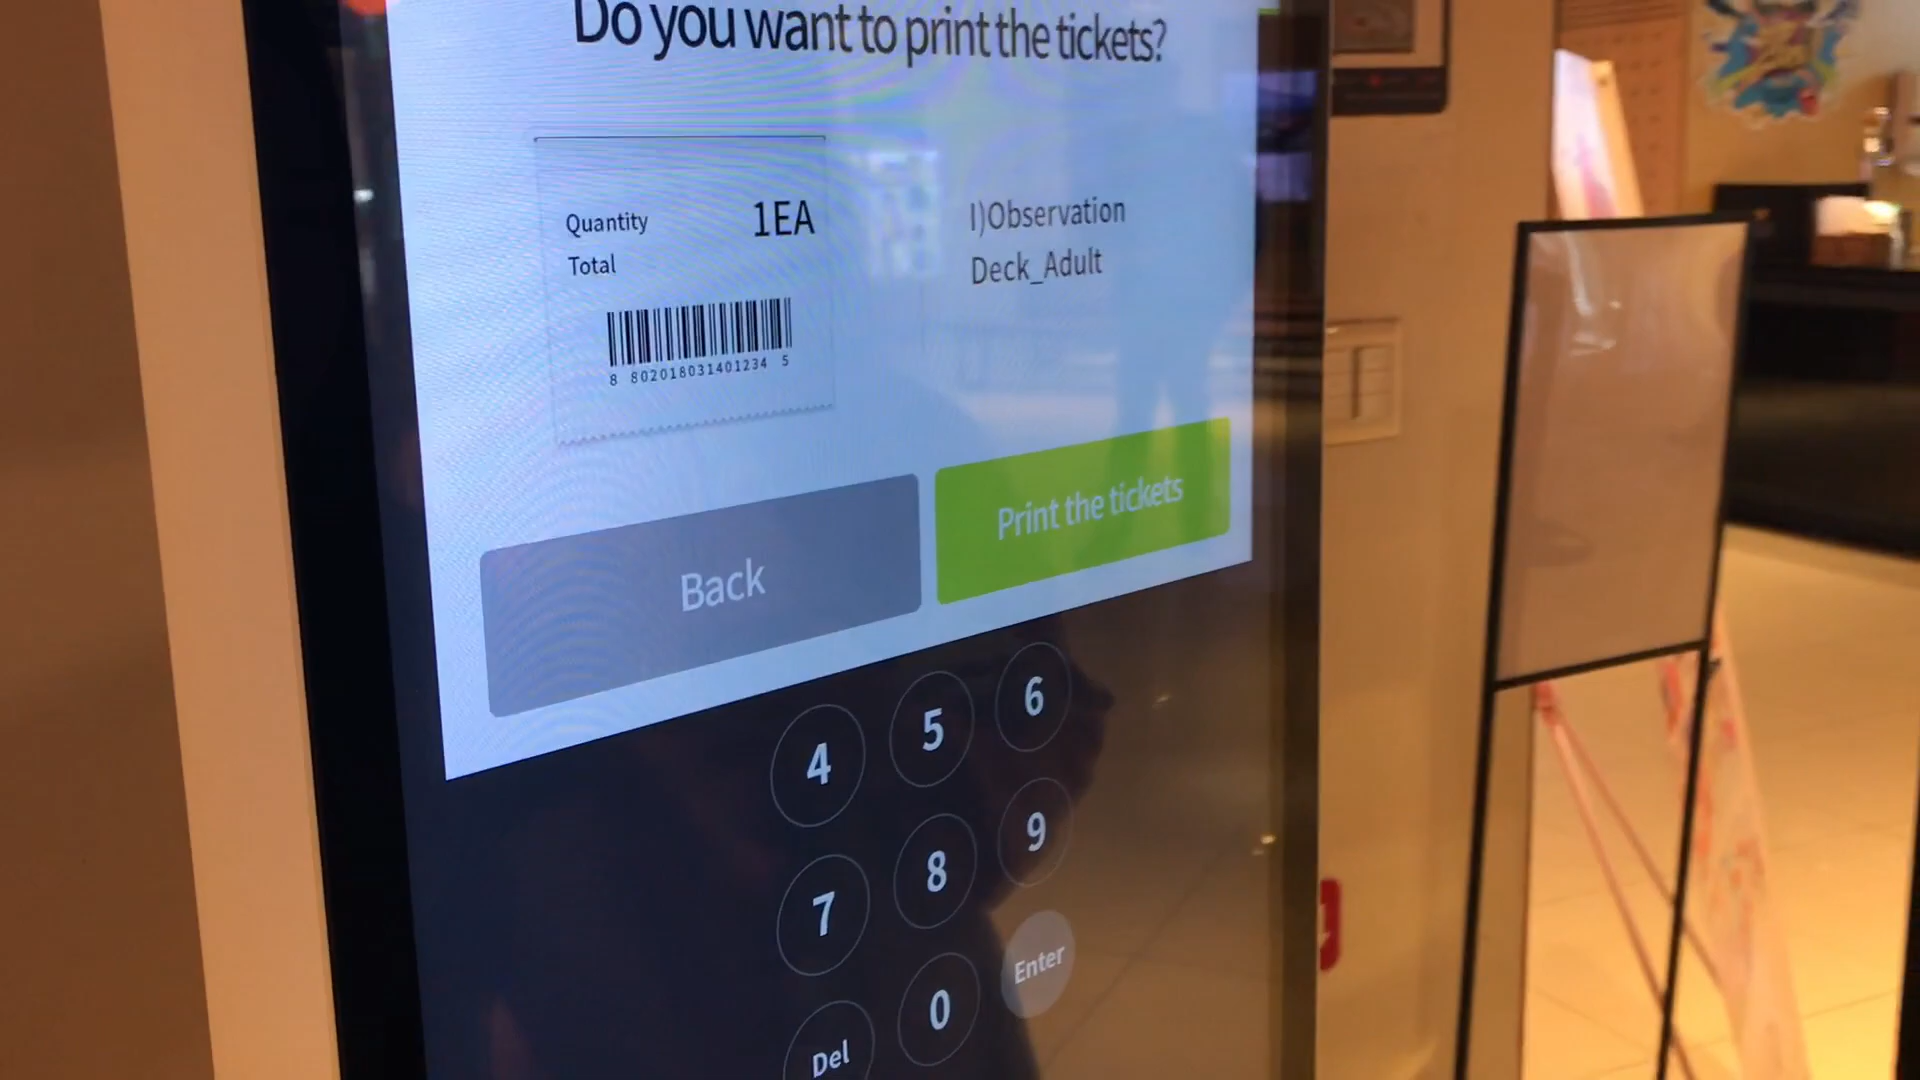 Do you want to print the tickets?
Quantity 1EA
Total
8 802018031401234 5
I)Observation
Deck_Adult
Back
Print the tickets
4 5 6
7 8 9
Del 0 Enter